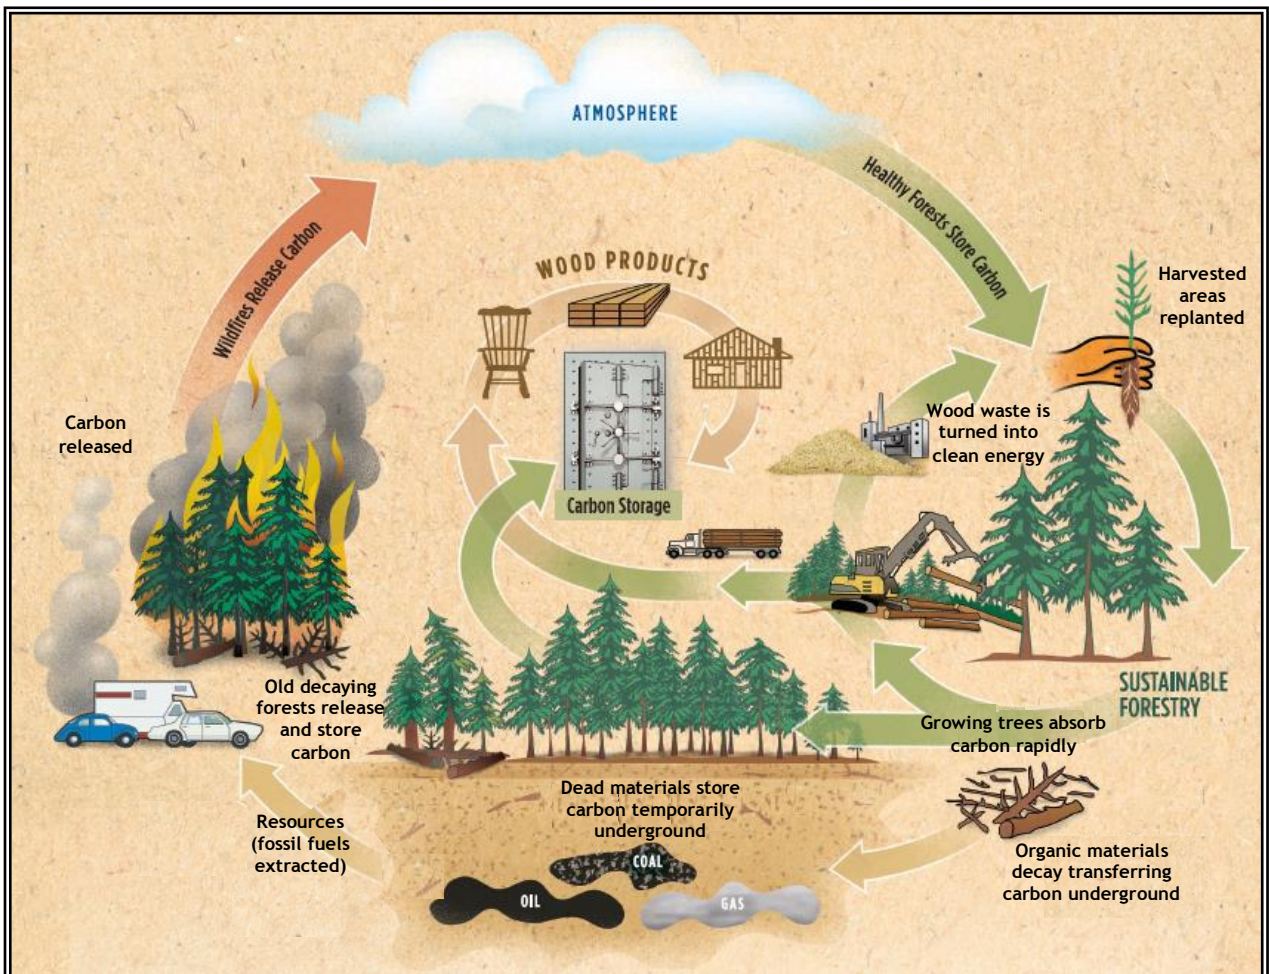 ATMOSPHERE
Healthy Forests Store Carbon
Wildfires Release Carbon
WOOD PRODUCTS
Harvested
areas
replanted
Carbon
released
Wood waste is
turned into
clean energy
Carbon Storage
Old decaying
forests release
and store
carbon
SUSTAINABLE
FORESTRY
Growing trees absorb
carbon rapidly
Dead materials store
carbon temporarily
underground
Resources
(fossil fuels
extracted)
Organic materials
decay transferring
carbon underground
COAL
OIL
GAS